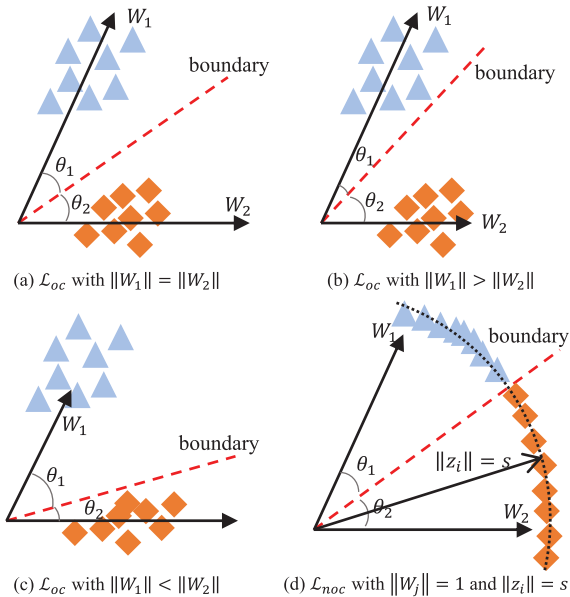 W₁
boundary
θ₁
θ₂
W₂
(a) ℒₒ𝒸 with ‖W₁‖ = ‖W₂‖
W₁
boundary
θ₁
θ₂
W₂
(b) ℒₒ𝒸 with ‖W₁‖ > ‖W₂‖
W₁
boundary
θ₁
θ₂
(c) ℒₒ𝒸 with ‖W₁‖ < ‖W₂‖
W₁
boundary
θ₁
‖zᵢ‖ = s
θ₂
W₂
(d) ℒₙₒ𝒸 with ‖Wⱼ‖ = 1 and ‖zᵢ‖ = s